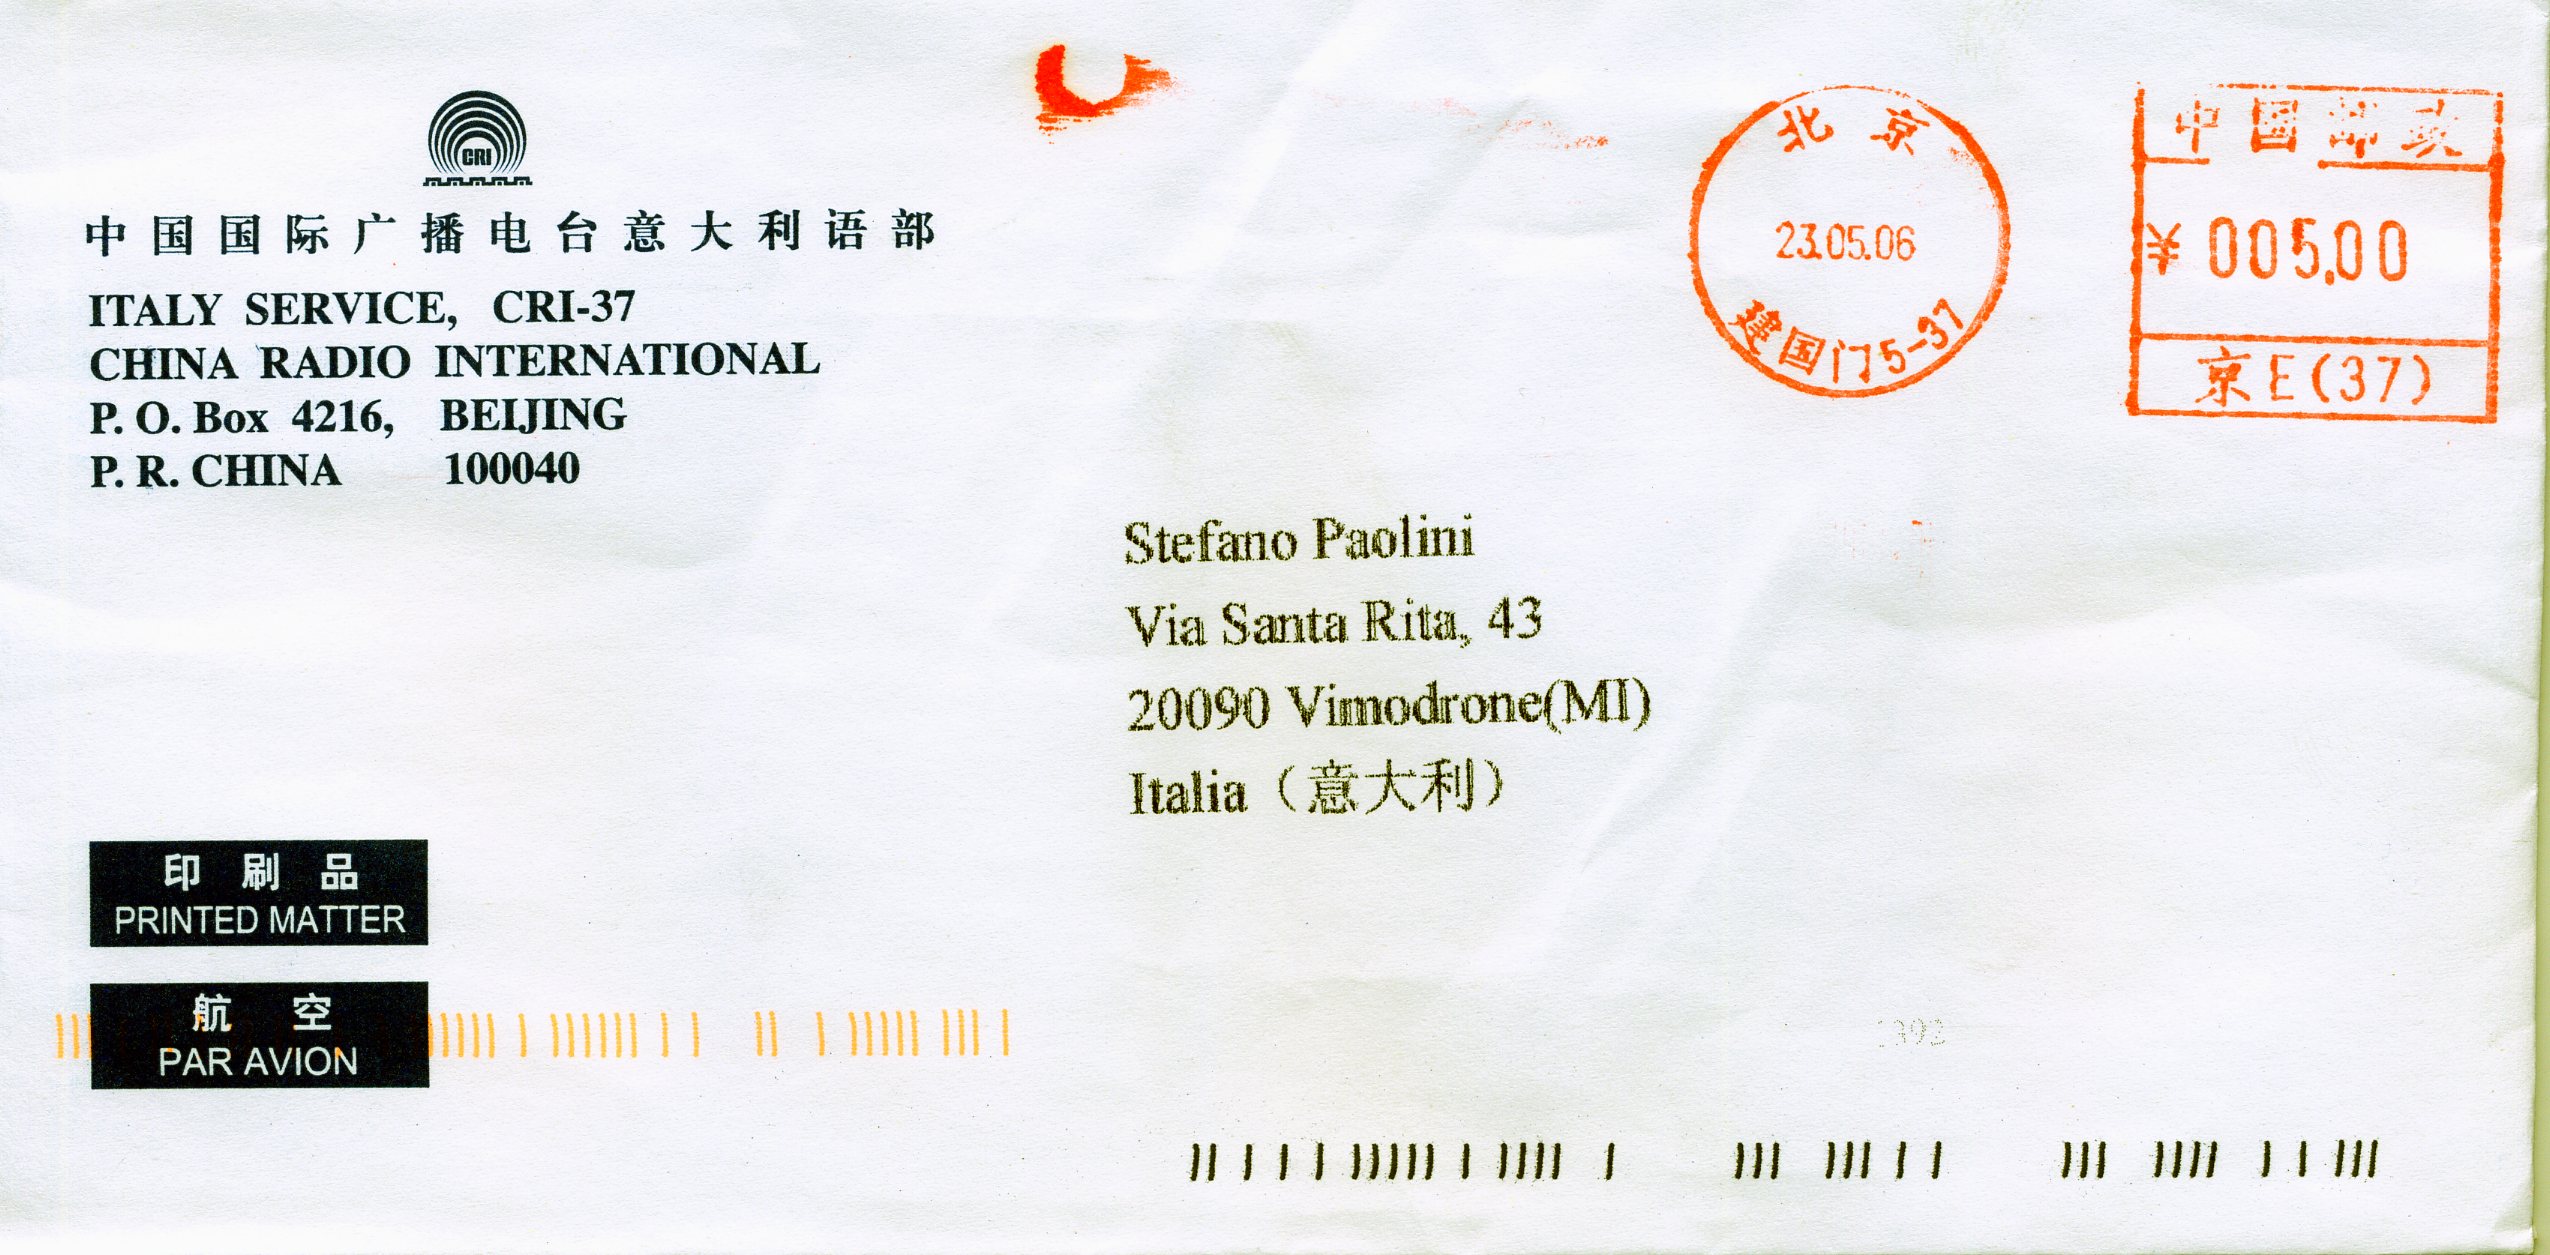 CRI
中国国际广播电台意大利语部
ITALY SERVICE, CRI-37
CHINA RADIO INTERNATIONAL
P. O. Box 4216, BEIJING
P. R. CHINA 100040
北京
23.05.06
建国门5-37
中国邮政
¥ 005.00
京E(37)
Stefano Paolini
Via Santa Rita, 43
20090 Vimodrone(MI)
Italia（意大利）
印刷品
PRINTED MATTER
航空
PAR AVION